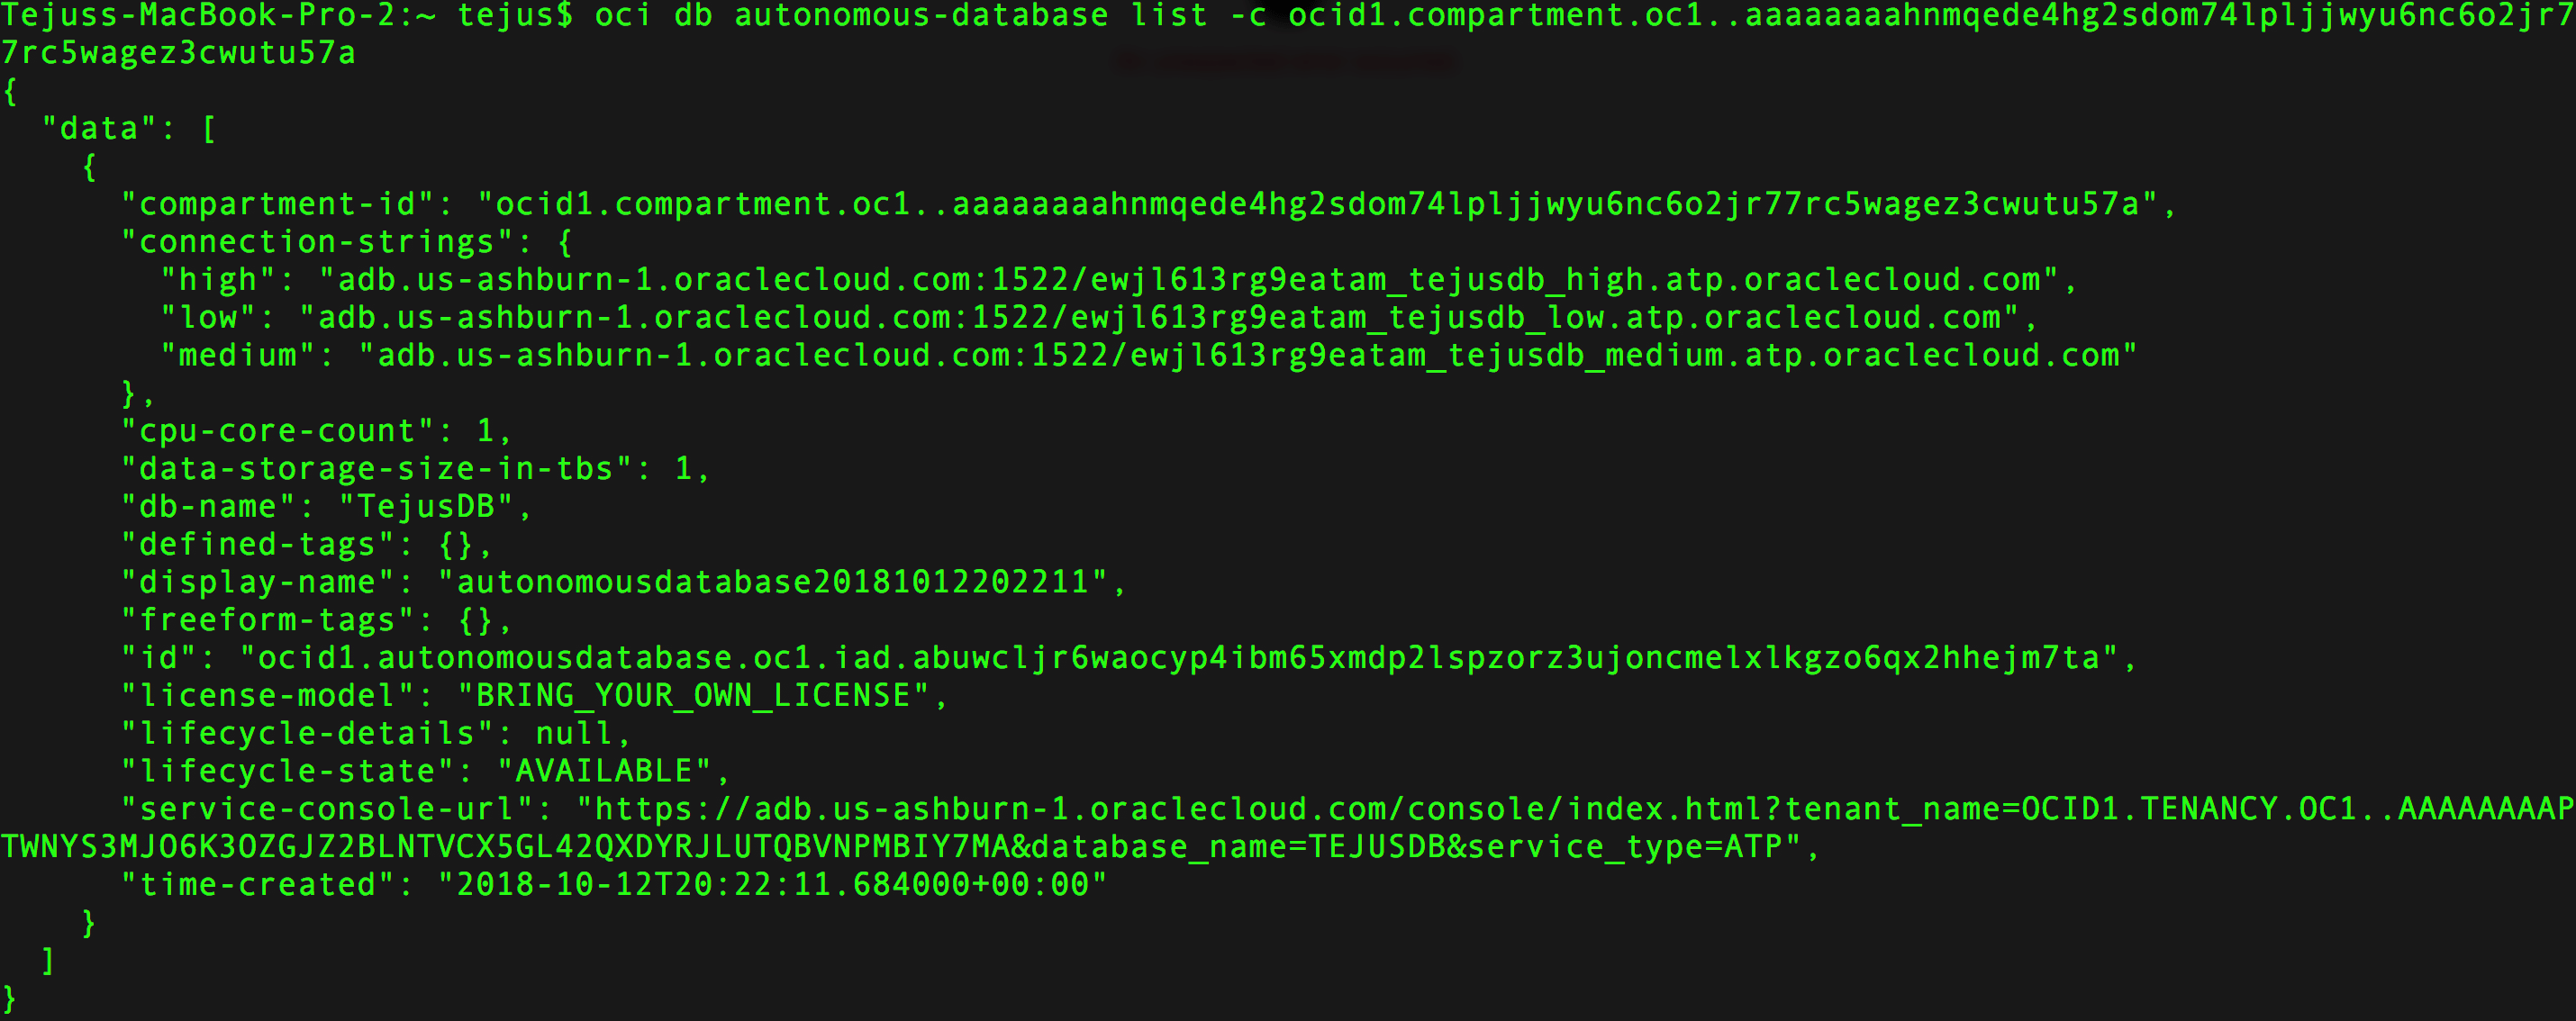 Tejuss-MacBook-Pro-2:~ tejus$ oci db autonomous-database list -c ocid1.compartment.oc1..aaaaaaaahnmqede4hg2sdom74lpljjwyu6nc6o2jr7
7rc5wagez3cwutu57a
{
  "data": [
    {
      "compartment-id": "ocid1.compartment.oc1..aaaaaaaahnmqede4hg2sdom74lpljjwyu6nc6o2jr77rc5wagez3cwutu57a",
      "connection-strings": {
        "high": "adb.us-ashburn-1.oraclecloud.com:1522/ewjl613rg9eatam_tejusdb_high.atp.oraclecloud.com",
        "low": "adb.us-ashburn-1.oraclecloud.com:1522/ewjl613rg9eatam_tejusdb_low.atp.oraclecloud.com",
        "medium": "adb.us-ashburn-1.oraclecloud.com:1522/ewjl613rg9eatam_tejusdb_medium.atp.oraclecloud.com"
      },
      "cpu-core-count": 1,
      "data-storage-size-in-tbs": 1,
      "db-name": "TejusDB",
      "defined-tags": {},
      "display-name": "autonomousdatabase20181012202211",
      "freeform-tags": {},
      "id": "ocid1.autonomousdatabase.oc1.iad.abuwcljr6waocyp4ibm65xmdp2lspzorz3ujoncmelxlkgzo6qx2hhejm7ta",
      "license-model": "BRING_YOUR_OWN_LICENSE",
      "lifecycle-details": null,
      "lifecycle-state": "AVAILABLE",
      "service-console-url": "https://adb.us-ashburn-1.oraclecloud.com/console/index.html?tenant_name=OCID1.TENANCY.OC1..AAAAAAAAP
TWNYS3MJO6K3OZGJZ2BLNTVCX5GL42QXDYRJLUTQBVNPMBIY7MA&database_name=TEJUSDB&service_type=ATP",
      "time-created": "2018-10-12T20:22:11.684000+00:00"
    }
  ]
}